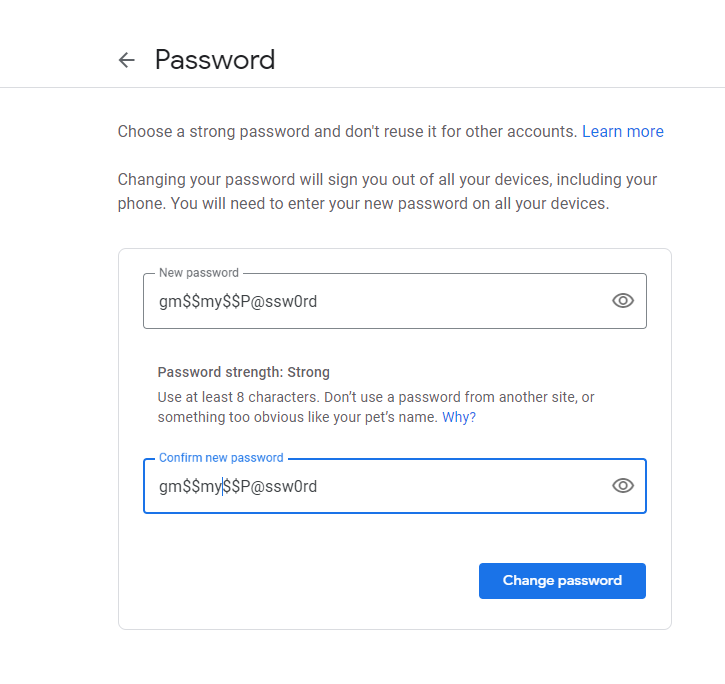 Password
Choose a strong password and don't reuse it for other accounts. Learn more
Changing your password will sign you out of all your devices, including your
phone. You will need to enter your new password on all your devices.
New password
gm$$my$$P@ssw0rd
Password strength: Strong
Use at least 8 characters. Don’t use a password from another site, or
something too obvious like your pet’s name. Why?
Confirm new password
gm$$my$$P@ssw0rd
Change password